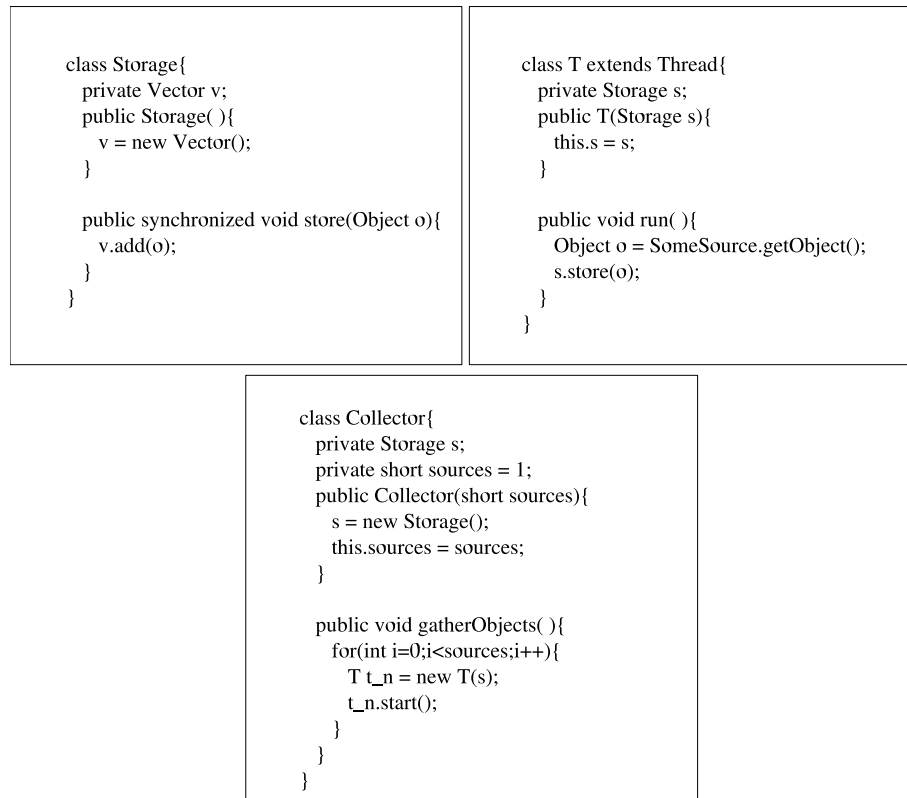 class Storage{
private Vector v;
public Storage( ){
v = new Vector();
}
public synchronized void store(Object o){
v.add(o);
}
}
class T extends Thread{
private Storage s;
public T(Storage s){
this.s = s;
}
public void run( ){
Object o = SomeSource.getObject();
s.store(o);
}
}
class Collector{
private Storage s;
private short sources = 1;
public Collector(short sources){
s = new Storage();
this.sources = sources;
}
public void gatherObjects( ){
for(int i=0;i<sources;i++){
T t_n = new T(s);
t_n.start();
}
}
}